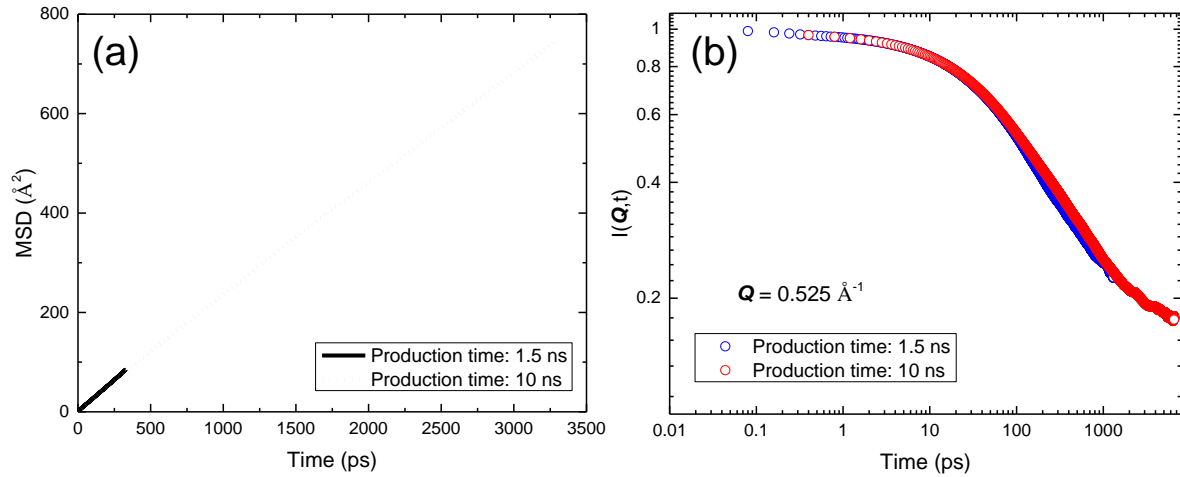 (a)
800
600
400
200
0
MSD (Å²)
Production time: 1.5 ns
Production time: 10 ns
0 500 1000 1500 2000 2500 3000 3500
Time (ps)
(b)
1
0.8
0.6
0.4
0.2
I(Q,t)
Q = 0.525 Å⁻¹
Production time: 1.5 ns
Production time: 10 ns
0.01 0.1 1 10 100 1000
Time (ps)